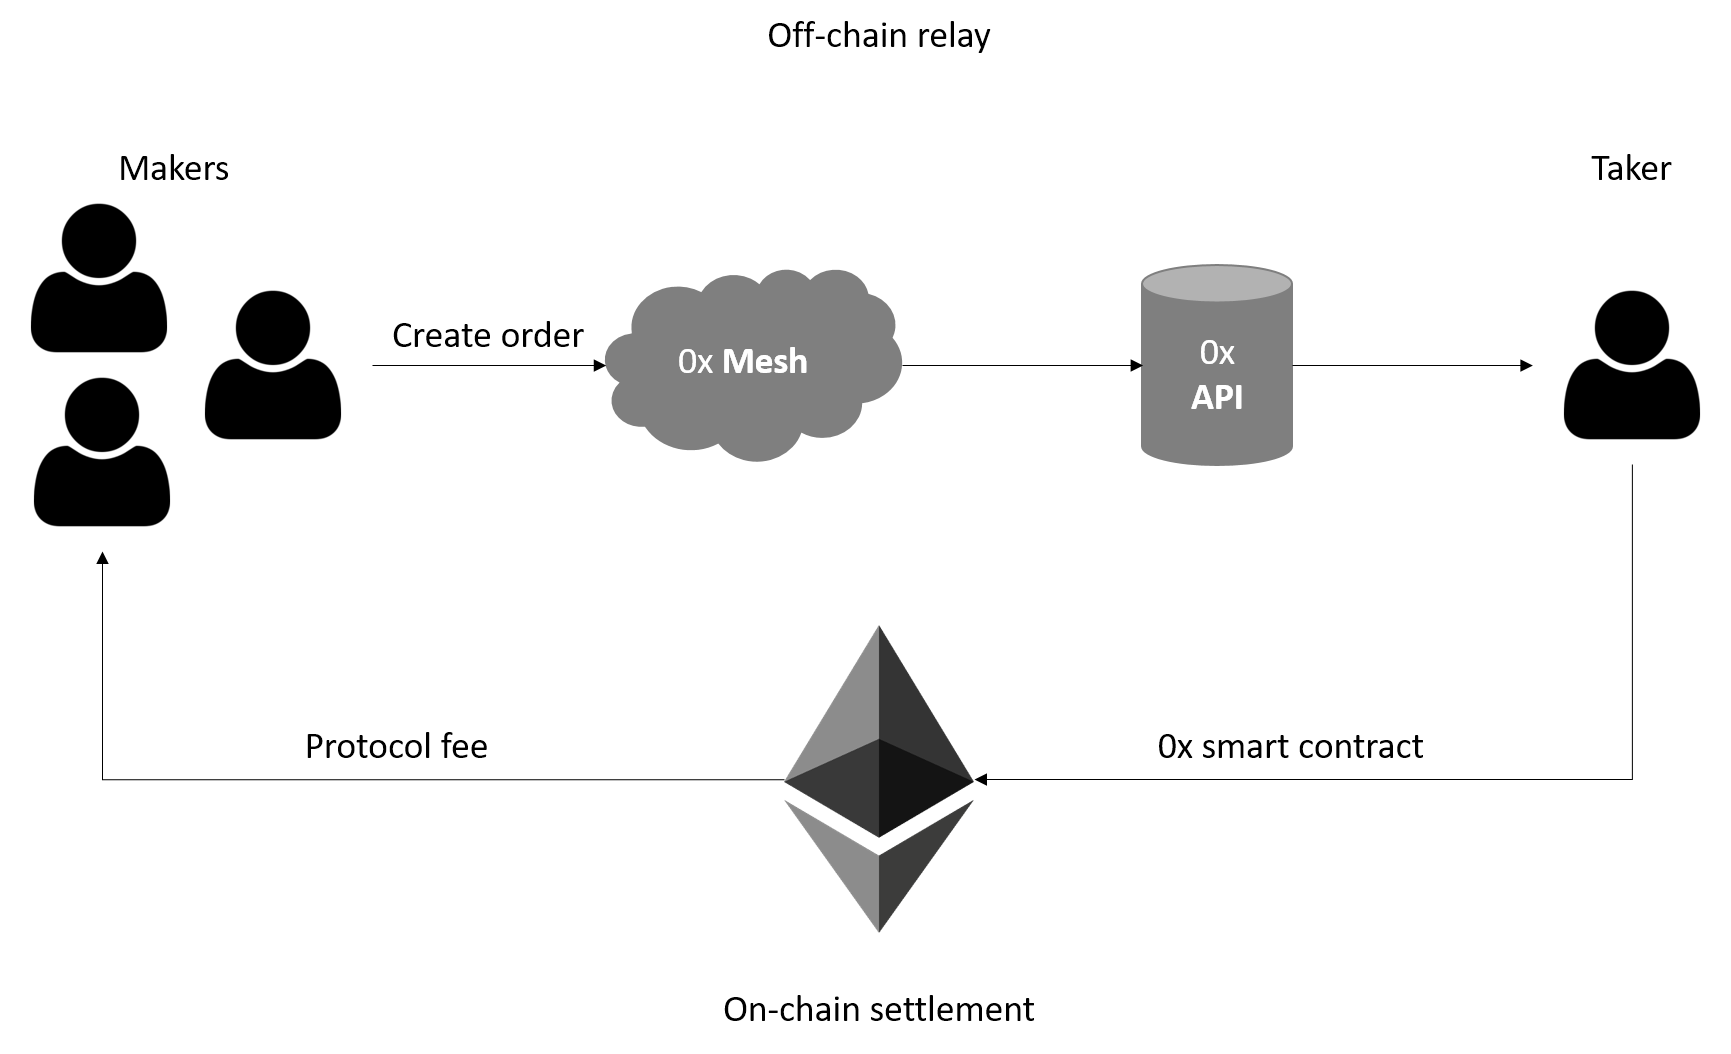 Off-chain relay
Makers
Taker
Create order
0x Mesh
0x
API
Protocol fee
0x smart contract
On-chain settlement